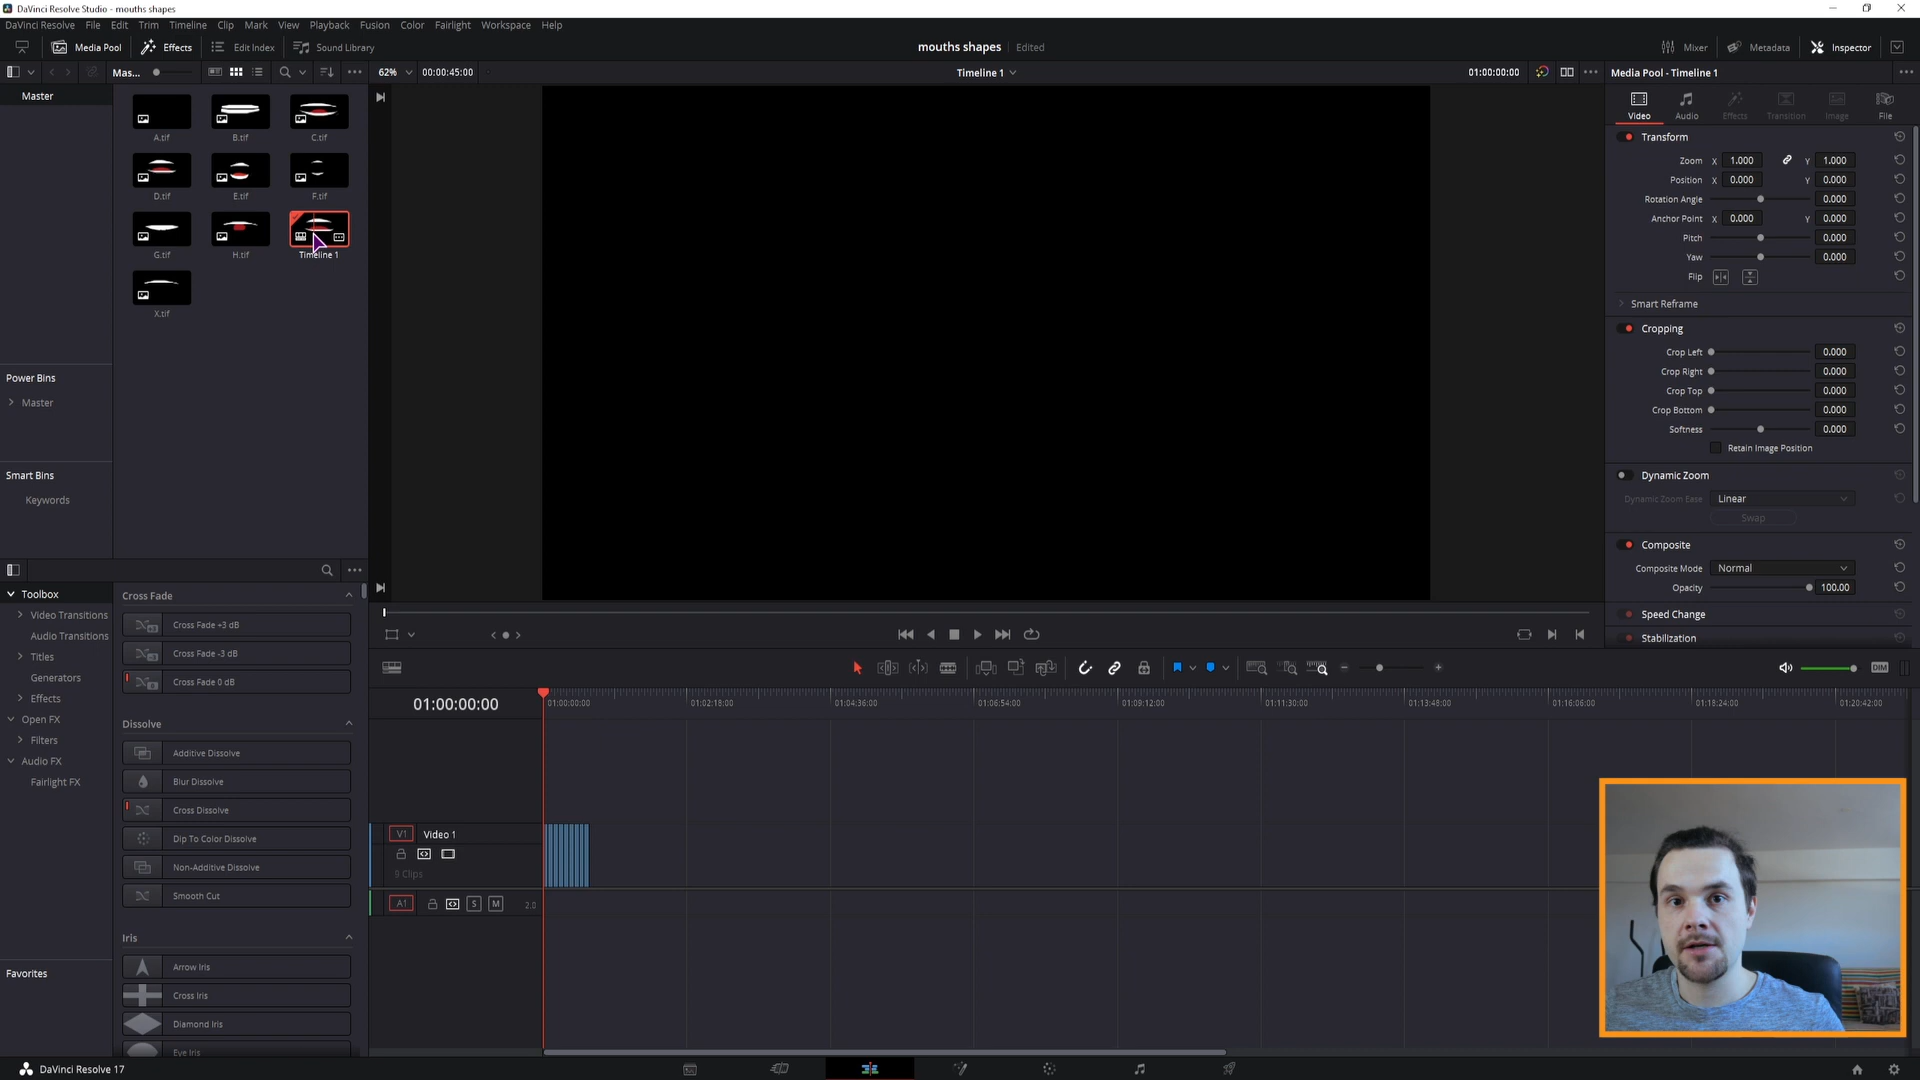 DaVinci Resolve Studio - mouths shapes
DaVinci Resolve File Edit Trim Timeline Clip Mark View Playback Fusion Color Fairlight Workspace Help
Media Pool Effects Edit Index Sound Library mouths shapes Edited Mixer Metadata Inspector
Mas... 62% 00:00:45:00 Timeline 1 01:00:00:00 Media Pool - Timeline 1
Master
A.tif B.tif C.tif
D.tif E.tif F.tif
G.tif H.tif Timeline 1
X.tif
Power Bins
Master
Smart Bins
Keywords
Video Audio Effects Transition Image File
Transform
Zoom X 1.000 Y 1.000
Position X 0.000 Y 0.000
Rotation Angle 0.000
Anchor Point X 0.000 Y 0.000
Pitch 0.000
Yaw 0.000
Flip
Smart Reframe
Cropping
Crop Left 0.000
Crop Right 0.000
Crop Top 0.000
Crop Bottom 0.000
Softness 0.000
Retain Image Position
Dynamic Zoom
Dynamic Zoom Ease Linear
Swap
Composite
Composite Mode Normal
Opacity 100.00
Speed Change
Stabilization
Toolbox
Video Transitions
Audio Transitions
Titles
Generators
Effects
Open FX
Filters
Audio FX
Fairlight FX
Favorites
Cross Fade
Cross Fade +3 dB
Cross Fade -3 dB
Cross Fade 0 dB
Dissolve
Additive Dissolve
Blur Dissolve
Cross Dissolve
Dip To Color Dissolve
Non-Additive Dissolve
Smooth Cut
Iris
Arrow Iris
Cross Iris
Diamond Iris
Eye Iris
DIM
01:00:00:00
01:00:00:00 01:02:18:00 01:04:36:00 01:06:54:00 01:09:12:00 01:11:30:00 01:13:48:00 01:16:06:00 01:18:24:00 01:20:42:00
V1 Video 1
9 Clips
A1 S M 2.0
DaVinci Resolve 17